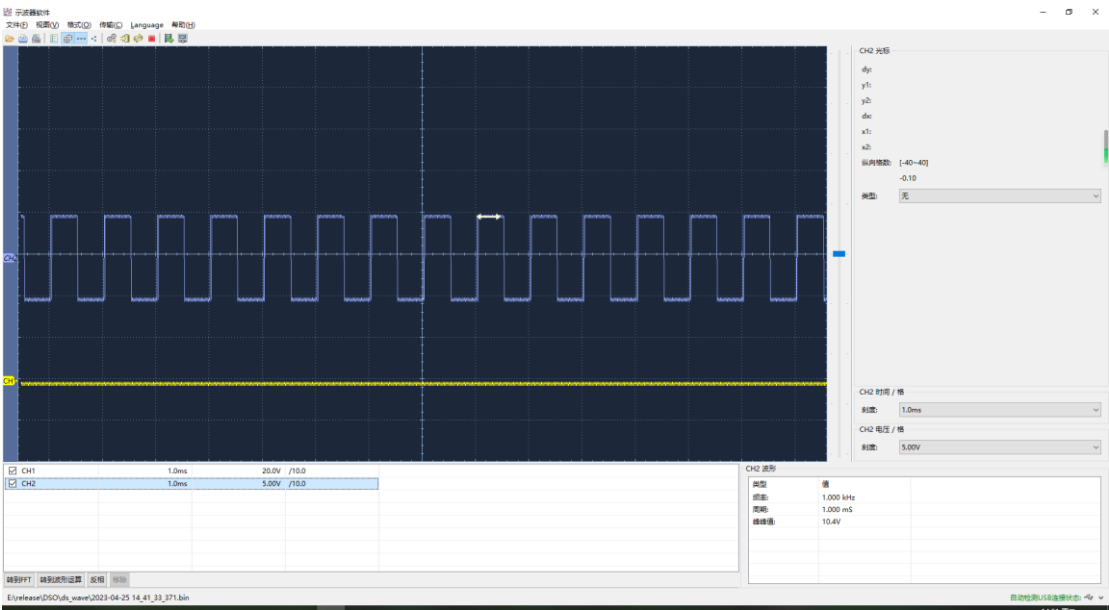 示波器软件
文件(F) 视图(V) 格式(O) 传输(C) Language 帮助(H)
CH2 光标
dy:
y1:
y2:
dx:
x1:
x2:
纵向格数: [-40~40]
-0.10
类型: 无
CH2
CH1
CH2 时间 / 格
刻度: 1.0ms
CH2 电压 / 格
刻度: 5.00V
CH1 1.0ms 20.0V /10.0
CH2 1.0ms 5.00V /10.0
CH2 波形
类型 值
频率: 1.000 kHz
周期: 1.000 mS
峰峰值: 10.4V
转到FFT 转到波形运算 反相 移除
E:\release\DSO\ds_wave\2023-04-25 14_41_33_371.bin
自动检测USB连接状态: